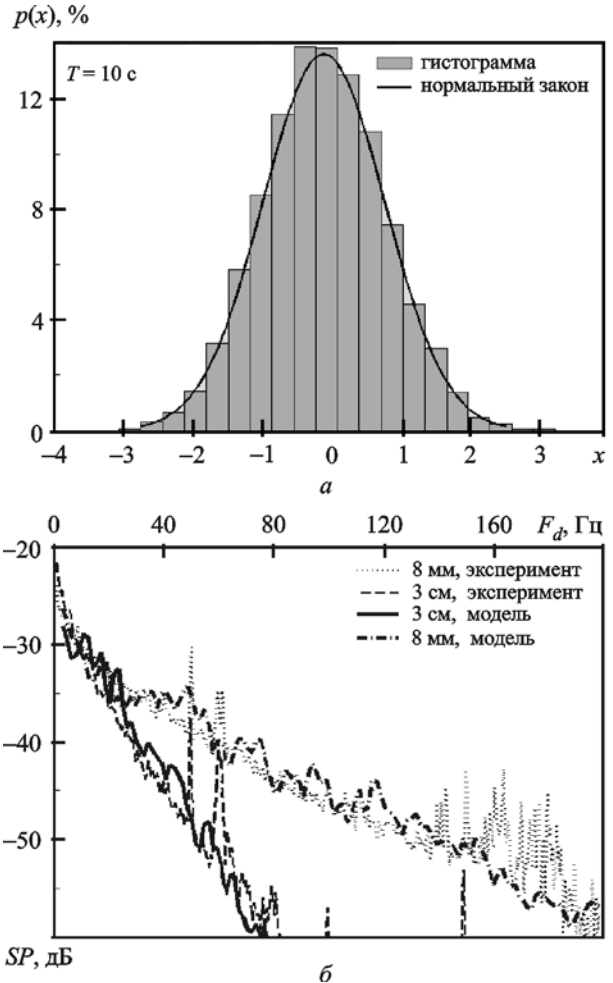 p(x), %
T = 10 с
гистограмма
нормальный закон
12
8
4
0
−4 −3 −2 −1 0 1 2 3 x
а
0 40 80 120 160 F_d, Гц
−20
8 мм, эксперимент
3 см, эксперимент
3 см, модель
8 мм, модель
−30
−40
−50
SP, дБ
б